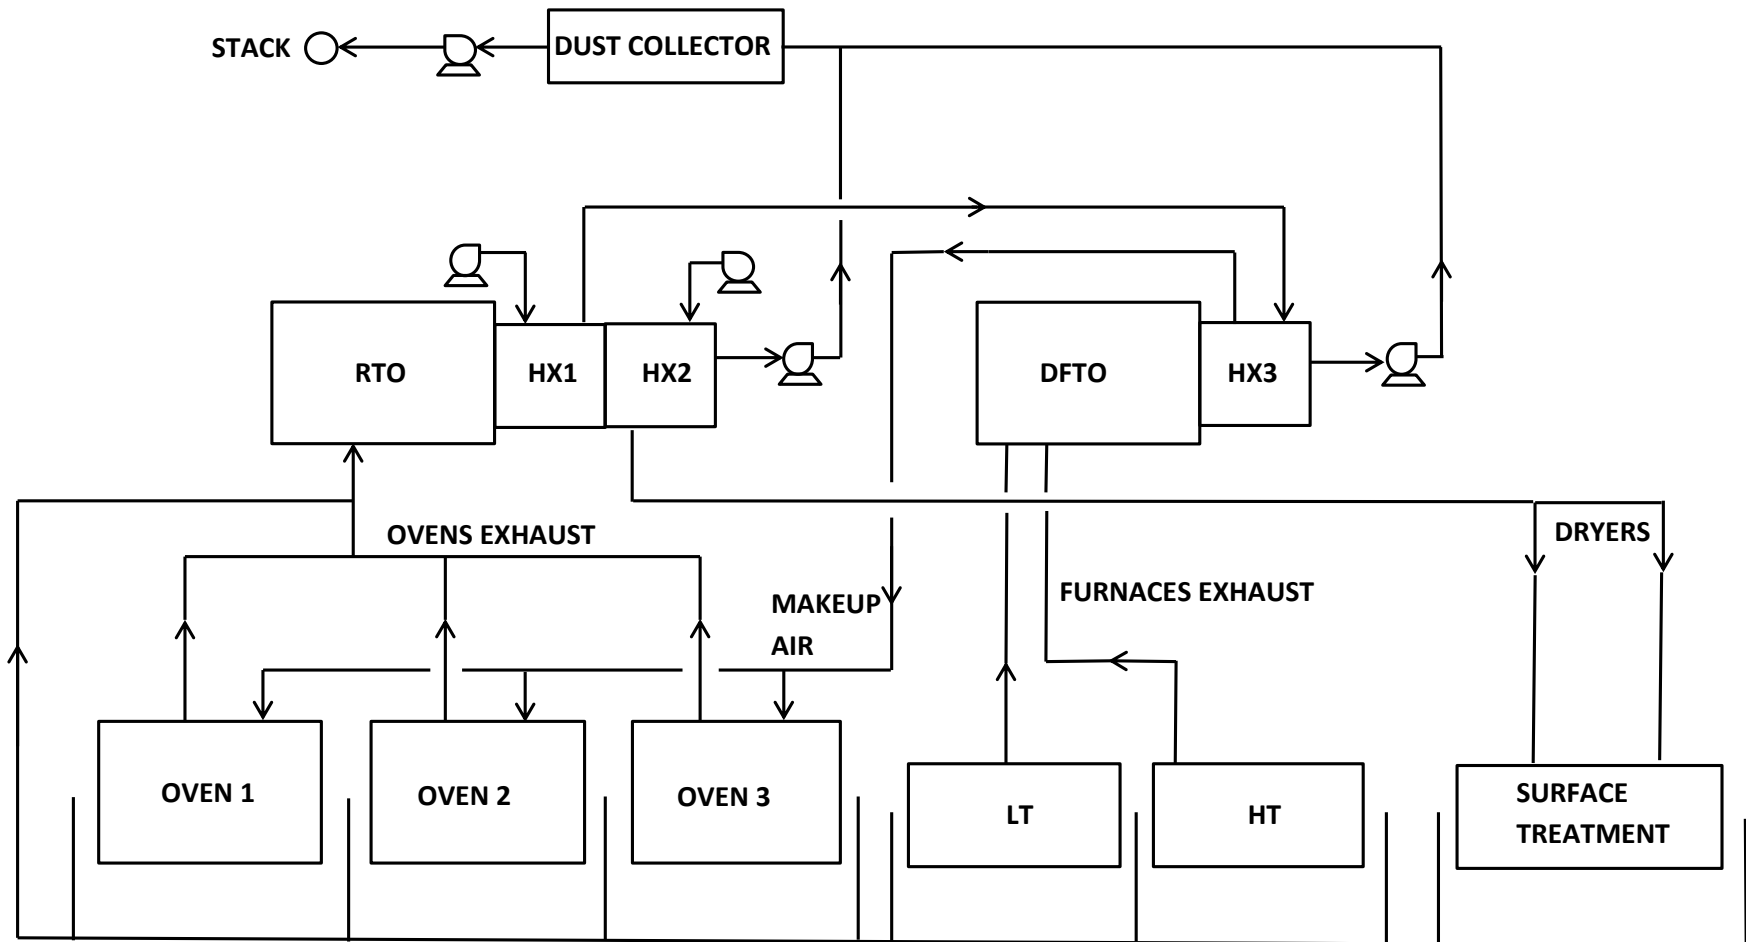 STACK
DUST COLLECTOR
RTO
HX1
HX2
DFTO
HX3
OVENS EXHAUST
DRYERS
MAKEUP
AIR
FURNACES EXHAUST
OVEN 1
OVEN 2
OVEN 3
LT
HT
SURFACE
TREATMENT